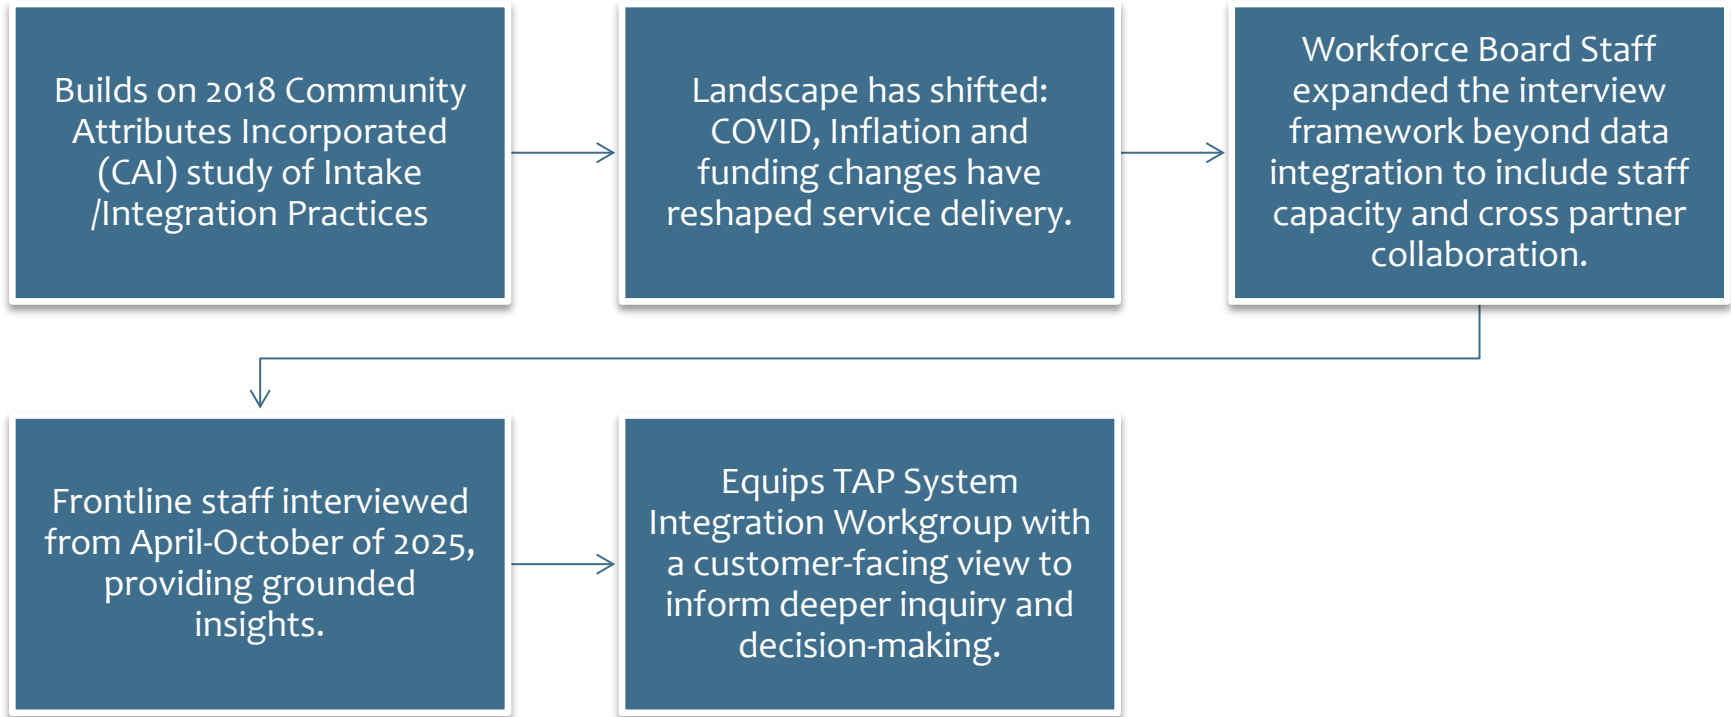 Builds on 2018 Community
Attributes Incorporated
(CAI) study of Intake
/Integration Practices
Landscape has shifted:
COVID, Inflation and
funding changes have
reshaped service delivery.
Workforce Board Staff
expanded the interview
framework beyond data
integration to include staff
capacity and cross partner
collaboration.
Frontline staff interviewed
from April-October of 2025,
providing grounded
insights.
Equips TAP System
Integration Workgroup with
a customer-facing view to
inform deeper inquiry and
decision-making.